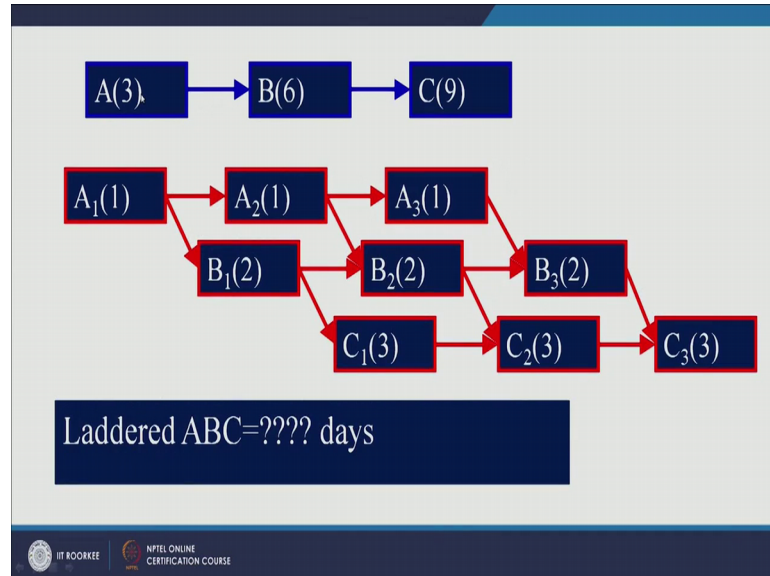 A(3) B(6) C(9)
A₁(1) A₂(1) A₃(1)
B₁(2) B₂(2) B₃(2)
C₁(3) C₂(3) C₃(3)
Laddered ABC=???? days
IIT ROORKEE
NPTEL ONLINE
CERTIFICATION COURSE